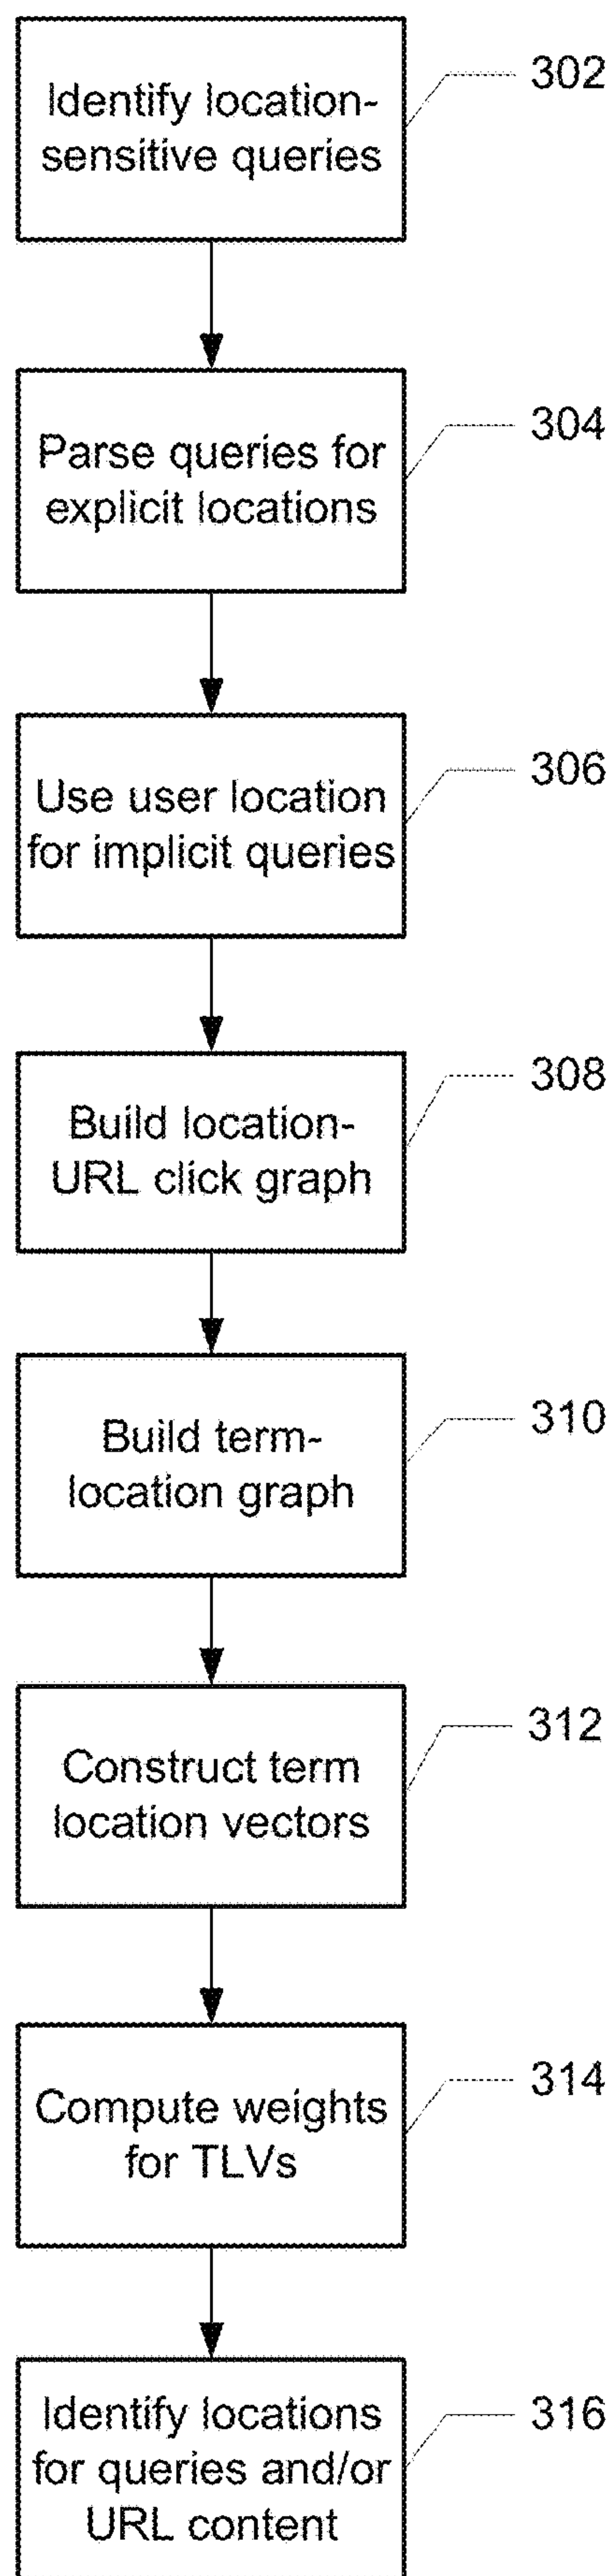 Identify location-
sensitive queries
302
Parse queries for
explicit locations
304
Use user location
for implicit queries
306
Build location-
URL click graph
308
Build term-
location graph
310
Construct term
location vectors
312
Compute weights
for TLVs
314
Identify locations
for queries and/or
URL content
316